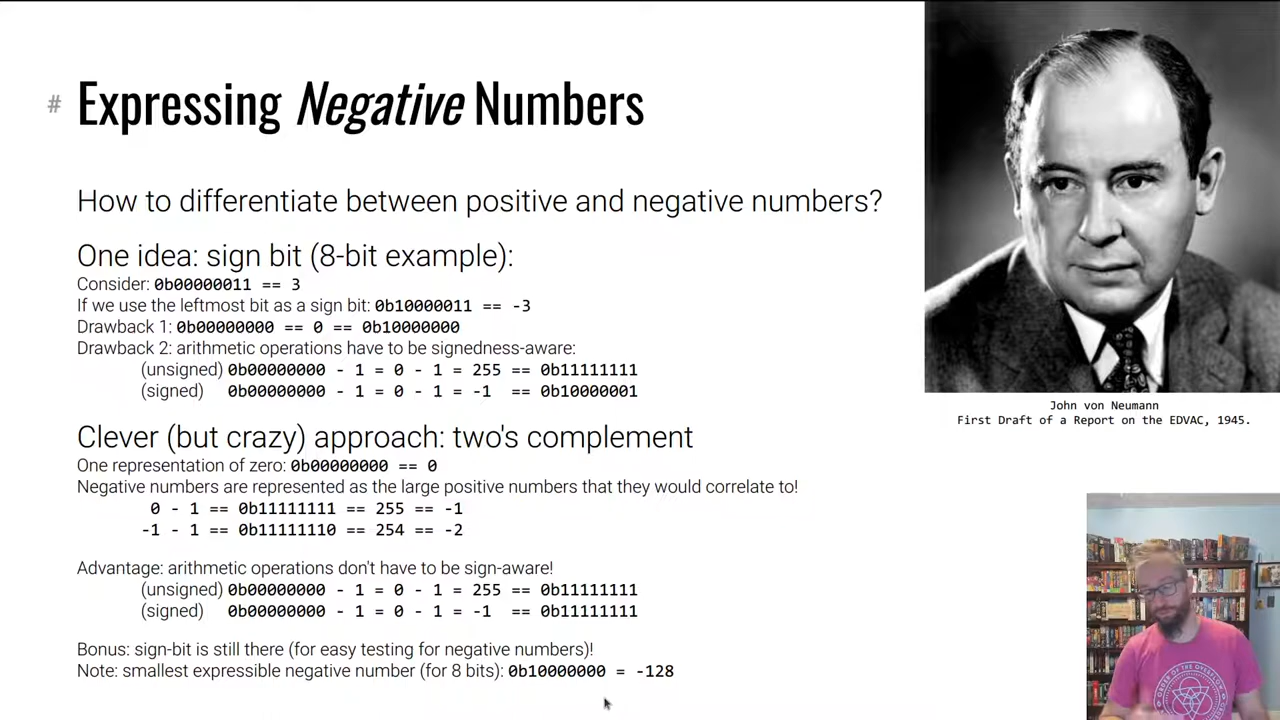 # Expressing Negative Numbers
How to differentiate between positive and negative numbers?
One idea: sign bit (8-bit example):
Consider: 0b00000011 == 3
If we use the leftmost bit as a sign bit: 0b10000011 == -3
Drawback 1: 0b00000000 == 0 == 0b10000000
Drawback 2: arithmetic operations have to be signedness-aware:
(unsigned) 0b00000000 - 1 = 0 - 1 = 255 == 0b11111111
(signed) 0b00000000 - 1 = 0 - 1 = -1 == 0b10000001
Clever (but crazy) approach: two's complement
One representation of zero: 0b00000000 == 0
Negative numbers are represented as the large positive numbers that they would correlate to!
0 - 1 == 0b11111111 == 255 == -1
-1 - 1 == 0b11111110 == 254 == -2
Advantage: arithmetic operations don't have to be sign-aware!
(unsigned) 0b00000000 - 1 = 0 - 1 = 255 == 0b11111111
(signed) 0b00000000 - 1 = 0 - 1 = -1 == 0b11111111
Bonus: sign-bit is still there (for easy testing for negative numbers)!
Note: smallest expressible negative number (for 8 bits): 0b10000000 = -128
John von Neumann
First Draft of a Report on the EDVAC, 1945.
ORDER OF THE OVERFLOW